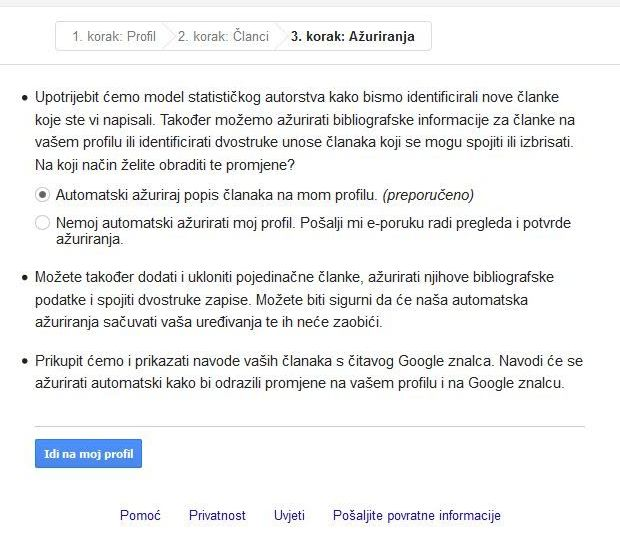 1. korak: Profil 2. korak: Članci 3. korak: Ažuriranja
Upotrijebit ćemo model statističkog autorstva kako bismo identificirali nove članke
koje ste vi napisali. Također možemo ažurirati bibliografske informacije za članke na
vašem profilu ili identificirati dvostruke unose članaka koji se mogu spojiti ili izbrisati.
Na koji način želite obraditi te promjene?
Automatski ažuriraj popis članaka na mom profilu. (preporučeno)
Nemoj automatski ažurirati moj profil. Pošalji mi e-poruku radi pregleda i potvrde
ažuriranja.
Možete također dodati i ukloniti pojedinačne članke, ažurirati njihove bibliografske
podatke i spojiti dvostruke zapise. Možete biti sigurni da će naša automatska
ažuriranja sačuvati vaša uređivanja te ih neće zaobići.
Prikupit ćemo i prikazati navode vaših članaka s čitavog Google znalca. Navodi će se
ažurirati automatski kako bi odrazili promjene na vašem profilu i na Google znalcu.
Idi na moj profil
Pomoć Privatnost Uvjeti Pošaljite povratne informacije